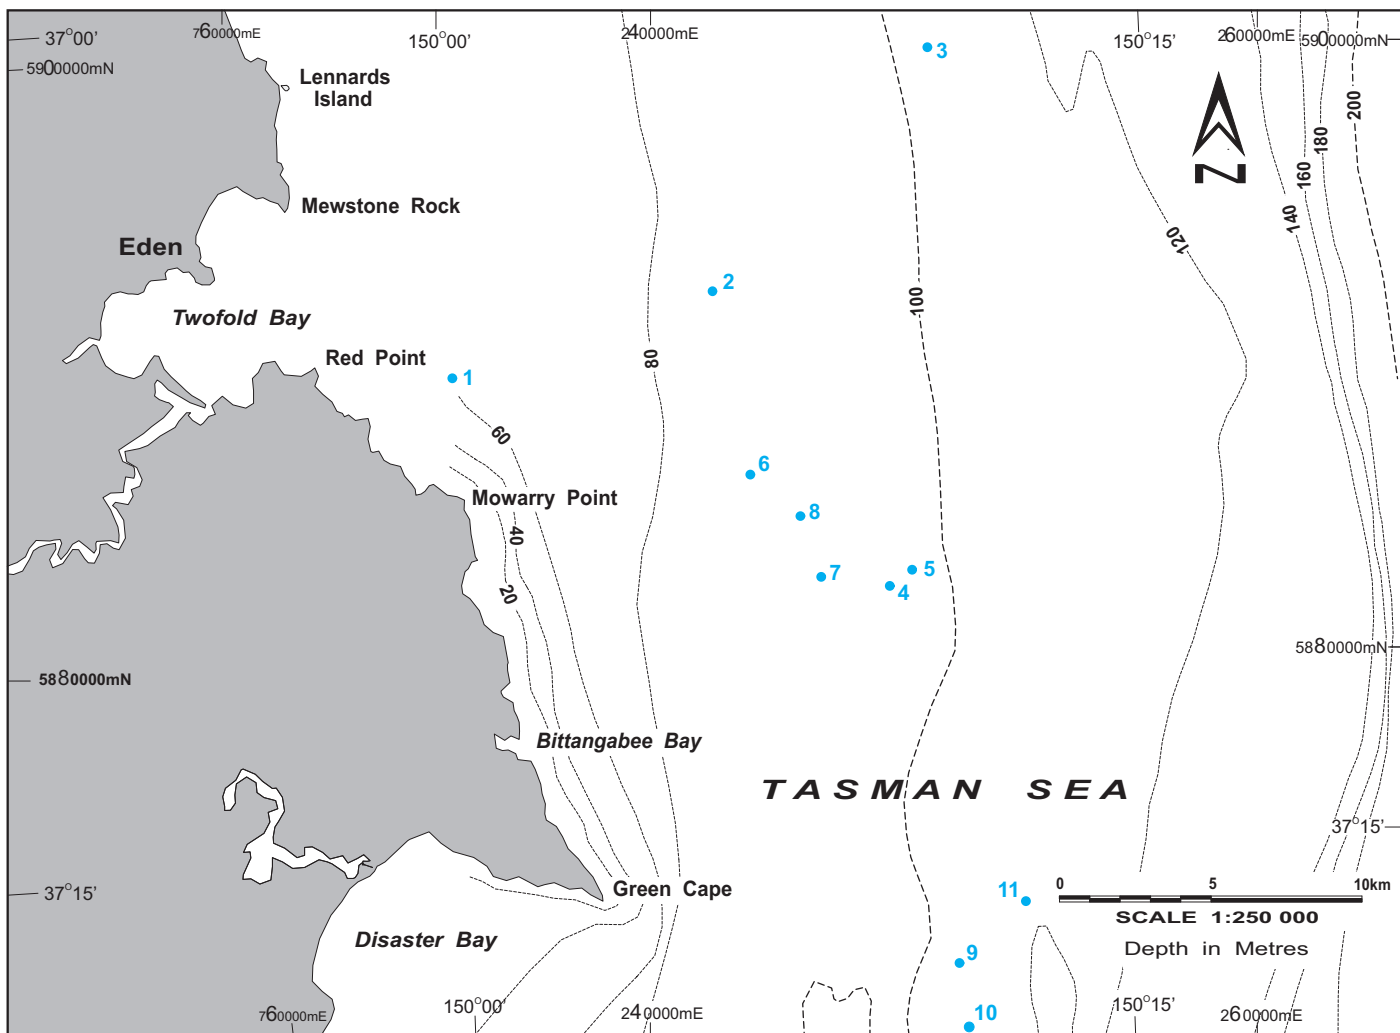 37°00'
760000mE
150°00'
240000mE
150°15'
260000mE
5900000mN
5900000mN
Lennards
Island
3
200
180
160
140
120
Mewstone Rock
Eden
N
2
100
Twofold Bay
Red Point
1
80
60
6
Mowarry Point
8
40
5
7
4
20
5880000mN
5880000mN
Bittangabee Bay
TASMAN SEA
37°15'
Green Cape
37°15'
11
0
5
10km
SCALE 1:250 000
Depth in Metres
Disaster Bay
9
150°00'
760000mE
240000mE
10
150°15'
260000mE